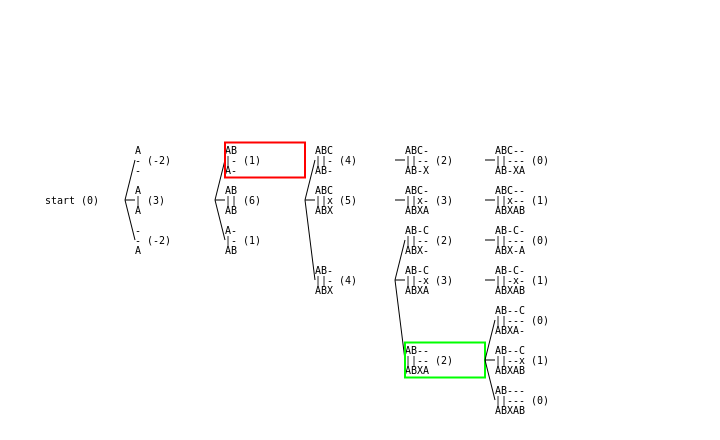 start (0)
A
- (-2)
-
A
| (3)
A
-
- (-2)
A
AB
|- (1)
A-
AB
|| (6)
AB
A-
|- (1)
AB
ABC
||- (4)
AB-
ABC
||x (5)
ABX
AB-
||- (4)
ABX
ABC-
||-- (2)
AB-X
ABC-
||x- (3)
ABXA
AB-C
||-- (2)
ABX-
AB-C
||-x (3)
ABXA
AB--
||-- (2)
ABXA
ABC--
||--- (0)
AB-XA
ABC--
||x-- (1)
ABXAB
AB-C-
||--- (0)
ABX-A
AB-C-
||-x- (1)
ABXAB
AB--C
||--- (0)
ABXA-
AB--C
||--x (1)
ABXAB
AB---
||--- (0)
ABXAB